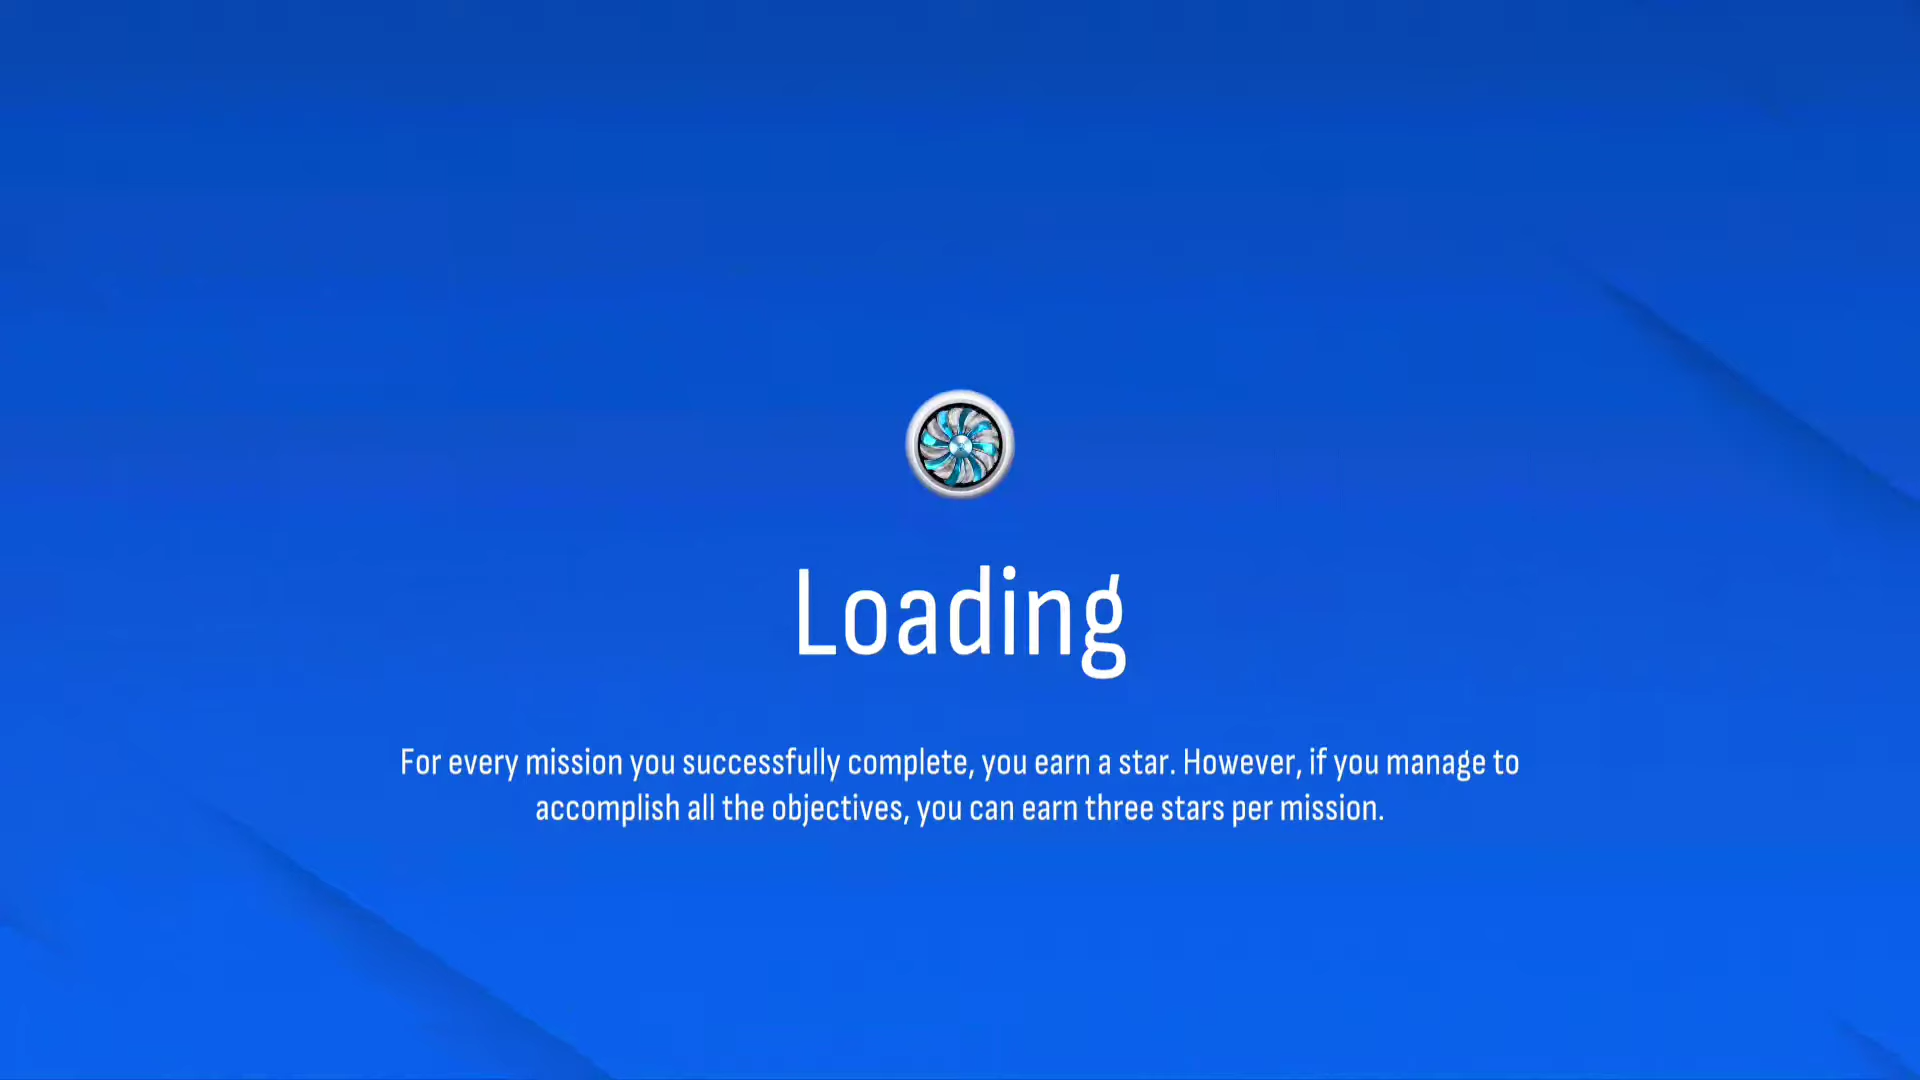 Loading
For every mission you successfully complete, you earn a star. However, if you manage to
accomplish all the objectives, you can earn three stars per mission.